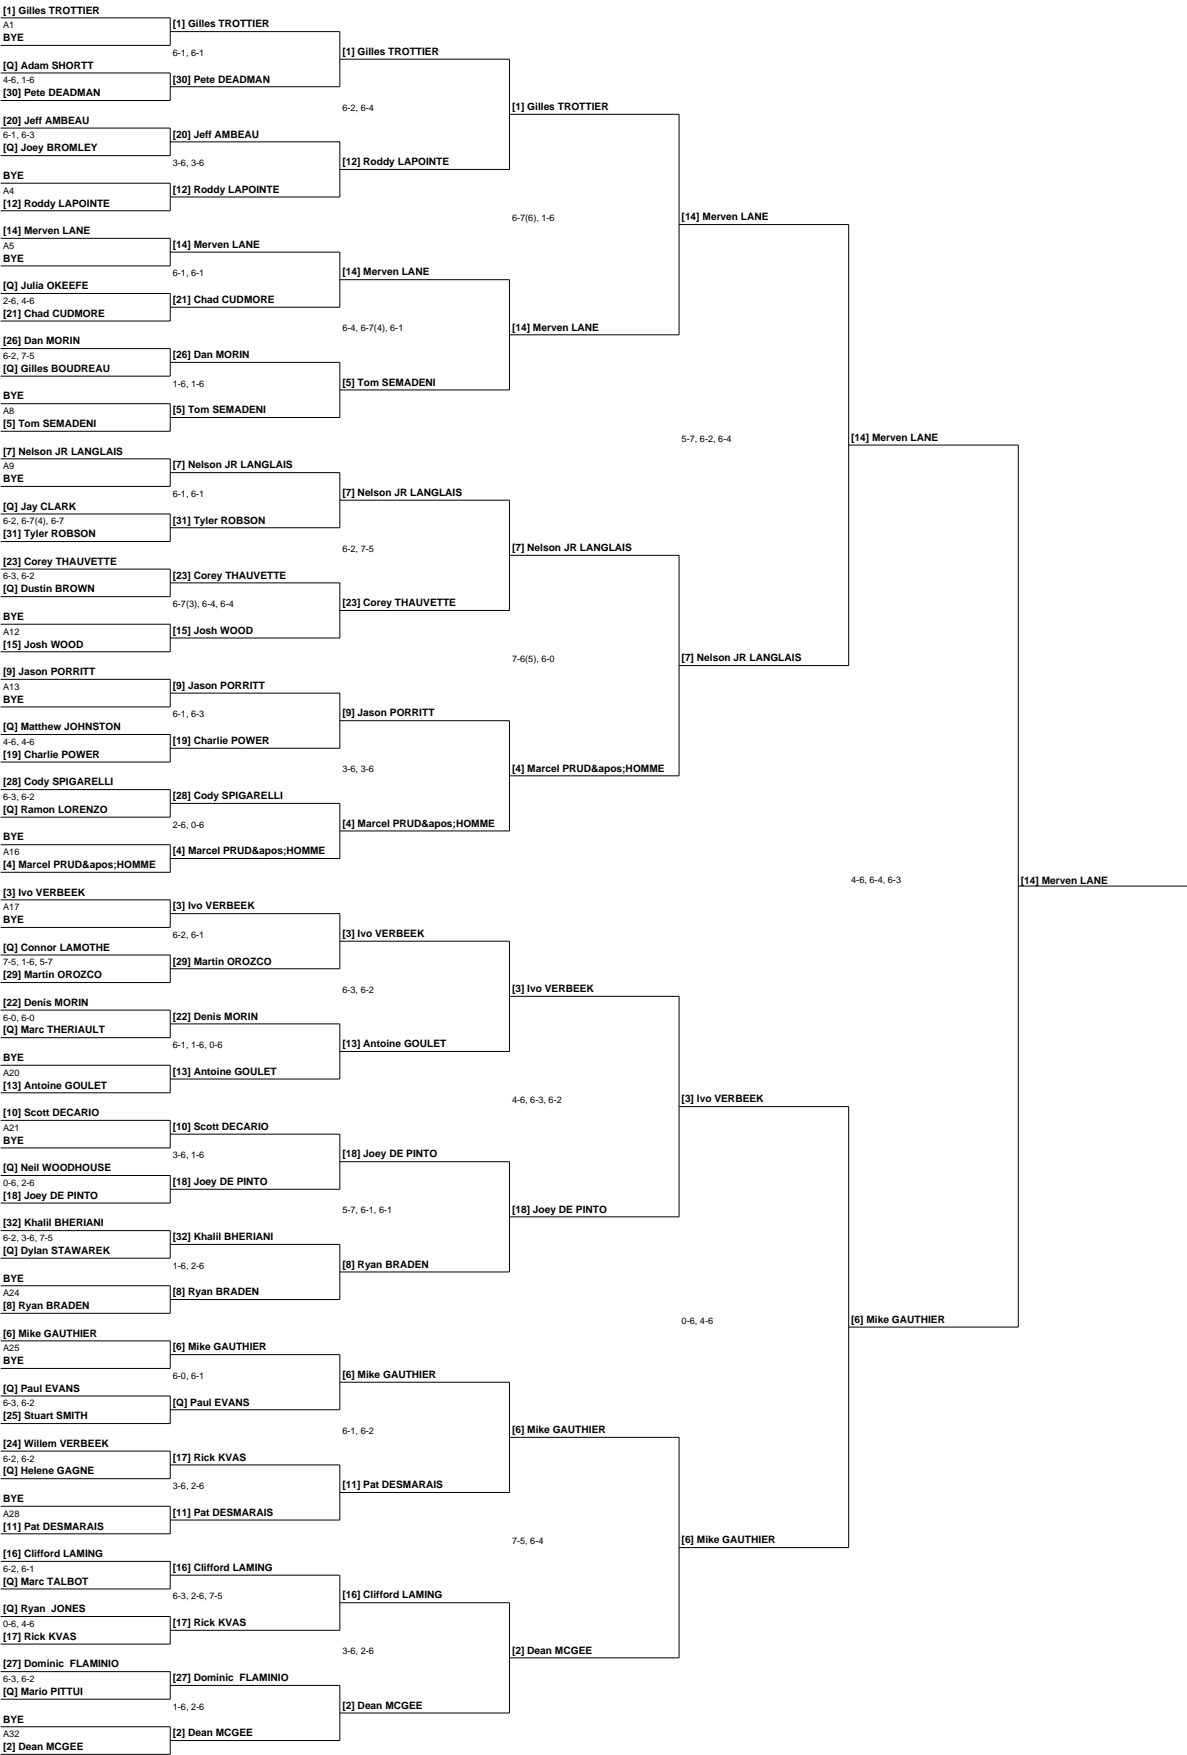 [1] Gilles TROTTIER
A1
BYE
[Q] Adam SHORTT
4-6, 1-6
[30] Pete DEADMAN
[20] Jeff AMBEAU
6-1, 6-3
[Q] Joey BROMLEY
BYE
A4
[12] Roddy LAPOINTE
[14] Merven LANE
A5
BYE
[Q] Julia OKEEFE
2-6, 4-6
[21] Chad CUDMORE
[26] Dan MORIN
6-2, 7-5
[Q] Gilles BOUDREAU
BYE
A8
[5] Tom SEMADENI
[7] Nelson JR LANGLAIS
A9
BYE
[Q] Jay CLARK
6-2, 6-7(4), 6-7
[31] Tyler ROBSON
[23] Corey THAUVETTE
6-3, 6-2
[Q] Dustin BROWN
BYE
A12
[15] Josh WOOD
[9] Jason PORRITT
A13
BYE
[Q] Matthew JOHNSTON
4-6, 4-6
[19] Charlie POWER
[28] Cody SPIGARELLI
6-3, 6-2
[Q] Ramon LORENZO
BYE
A16
[4] Marcel PRUD&apos;HOMME
[3] Ivo VERBEEK
A17
BYE
[Q] Connor LAMOTHE
7-5, 1-6, 5-7
[29] Martin OROZCO
[22] Denis MORIN
6-0, 6-0
[Q] Marc THERIAULT
BYE
A20
[13] Antoine GOULET
[10] Scott DECARIO
A21
BYE
[Q] Neil WOODHOUSE
0-6, 2-6
[18] Joey DE PINTO
[32] Khalil BHERIANI
6-2, 3-6, 7-5
[Q] Dylan STAWAREK
BYE
A24
[8] Ryan BRADEN
[6] Mike GAUTHIER
A25
BYE
[Q] Paul EVANS
6-3, 6-2
[25] Stuart SMITH
[24] Willem VERBEEK
6-2, 6-2
[Q] Helene GAGNE
BYE
A28
[11] Pat DESMARAIS
[16] Clifford LAMING
6-2, 6-1
[Q] Marc TALBOT
[Q] Ryan  JONES
0-6, 4-6
[17] Rick KVAS
[27] Dominic  FLAMINIO
6-3, 6-2
[Q] Mario PITTUI
BYE
A32
[2] Dean MCGEE
[1] Gilles TROTTIER
6-1, 6-1
[30] Pete DEADMAN
[20] Jeff AMBEAU
3-6, 3-6
[12] Roddy LAPOINTE
[14] Merven LANE
6-1, 6-1
[21] Chad CUDMORE
[26] Dan MORIN
1-6, 1-6
[5] Tom SEMADENI
[7] Nelson JR LANGLAIS
6-1, 6-1
[31] Tyler ROBSON
[23] Corey THAUVETTE
6-7(3), 6-4, 6-4
[15] Josh WOOD
[9] Jason PORRITT
6-1, 6-3
[19] Charlie POWER
[28] Cody SPIGARELLI
2-6, 0-6
[4] Marcel PRUD&apos;HOMME
[3] Ivo VERBEEK
6-2, 6-1
[29] Martin OROZCO
[22] Denis MORIN
6-1, 1-6, 0-6
[13] Antoine GOULET
[10] Scott DECARIO
3-6, 1-6
[18] Joey DE PINTO
[32] Khalil BHERIANI
1-6, 2-6
[8] Ryan BRADEN
[6] Mike GAUTHIER
6-0, 6-1
[Q] Paul EVANS
[17] Rick KVAS
3-6, 2-6
[11] Pat DESMARAIS
[16] Clifford LAMING
6-3, 2-6, 7-5
[17] Rick KVAS
[27] Dominic  FLAMINIO
1-6, 2-6
[2] Dean MCGEE
[1] Gilles TROTTIER
6-2, 6-4
[12] Roddy LAPOINTE
[14] Merven LANE
6-4, 6-7(4), 6-1
[5] Tom SEMADENI
[7] Nelson JR LANGLAIS
6-2, 7-5
[23] Corey THAUVETTE
[9] Jason PORRITT
3-6, 3-6
[4] Marcel PRUD&apos;HOMME
[3] Ivo VERBEEK
6-3, 6-2
[13] Antoine GOULET
[18] Joey DE PINTO
5-7, 6-1, 6-1
[8] Ryan BRADEN
[6] Mike GAUTHIER
6-1, 6-2
[11] Pat DESMARAIS
[16] Clifford LAMING
3-6, 2-6
[2] Dean MCGEE
[1] Gilles TROTTIER
6-7(6), 1-6
[14] Merven LANE
[7] Nelson JR LANGLAIS
7-6(5), 6-0
[4] Marcel PRUD&apos;HOMME
[3] Ivo VERBEEK
4-6, 6-3, 6-2
[18] Joey DE PINTO
[6] Mike GAUTHIER
7-5, 6-4
[2] Dean MCGEE
[14] Merven LANE
5-7, 6-2, 6-4
[7] Nelson JR LANGLAIS
[3] Ivo VERBEEK
0-6, 4-6
[6] Mike GAUTHIER
[14] Merven LANE
4-6, 6-4, 6-3
[6] Mike GAUTHIER
[14] Merven LANE